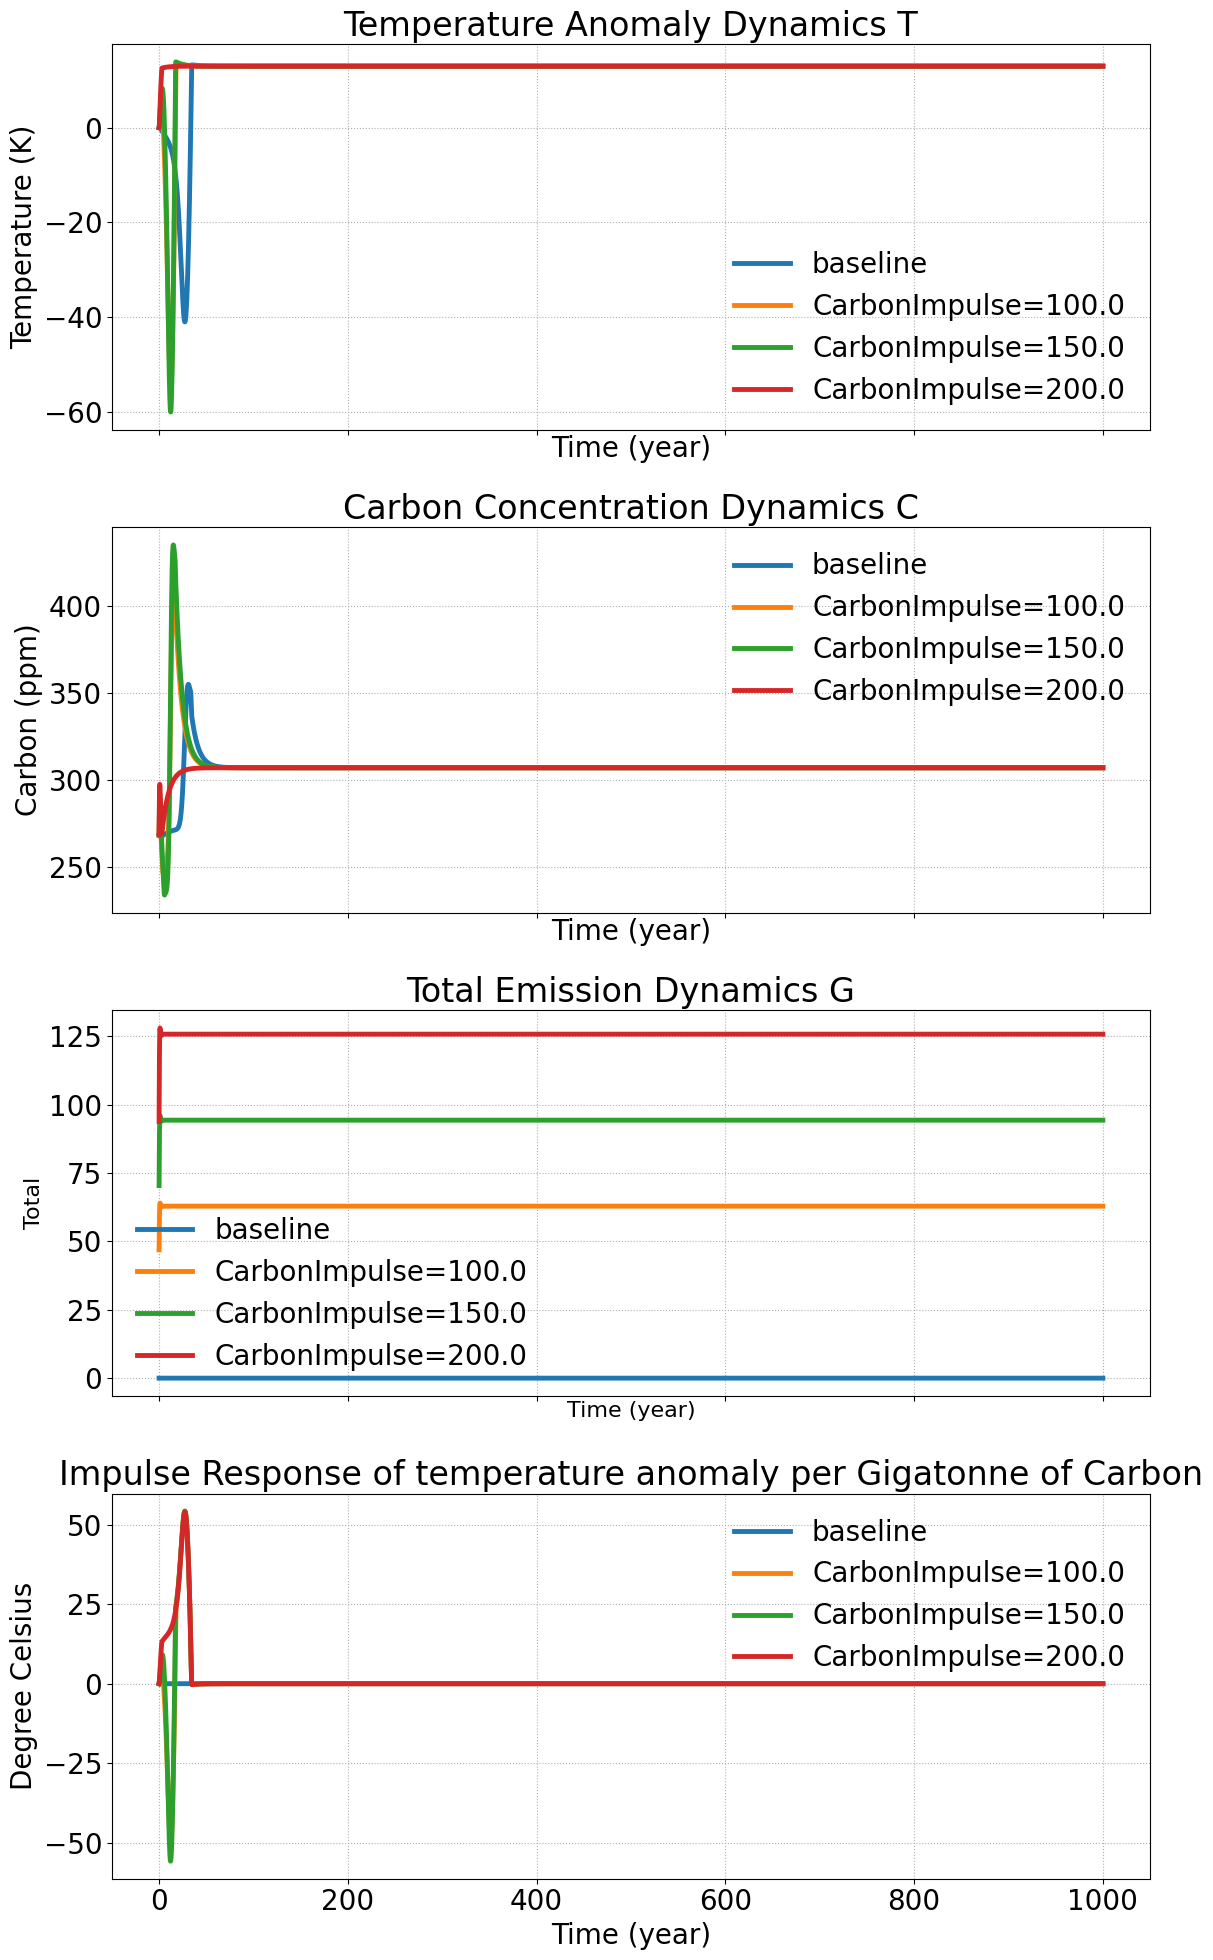 Temperature Anomaly Dynamics T
0
−20
−40
−60
Temperature (K)
baseline
CarbonImpulse=100.0
CarbonImpulse=150.0
CarbonImpulse=200.0
Time (year)
Carbon Concentration Dynamics C
400
350
300
250
Carbon (ppm)
baseline
CarbonImpulse=100.0
CarbonImpulse=150.0
CarbonImpulse=200.0
Time (year)
Total Emission Dynamics G
125
100
75
50
25
0
Total
baseline
CarbonImpulse=100.0
CarbonImpulse=150.0
CarbonImpulse=200.0
Time (year)
Impulse Response of temperature anomaly per Gigatonne of Carbon
50
25
0
−25
−50
Degree Celsius
baseline
CarbonImpulse=100.0
CarbonImpulse=150.0
CarbonImpulse=200.0
0 200 400 600 800 1000
Time (year)